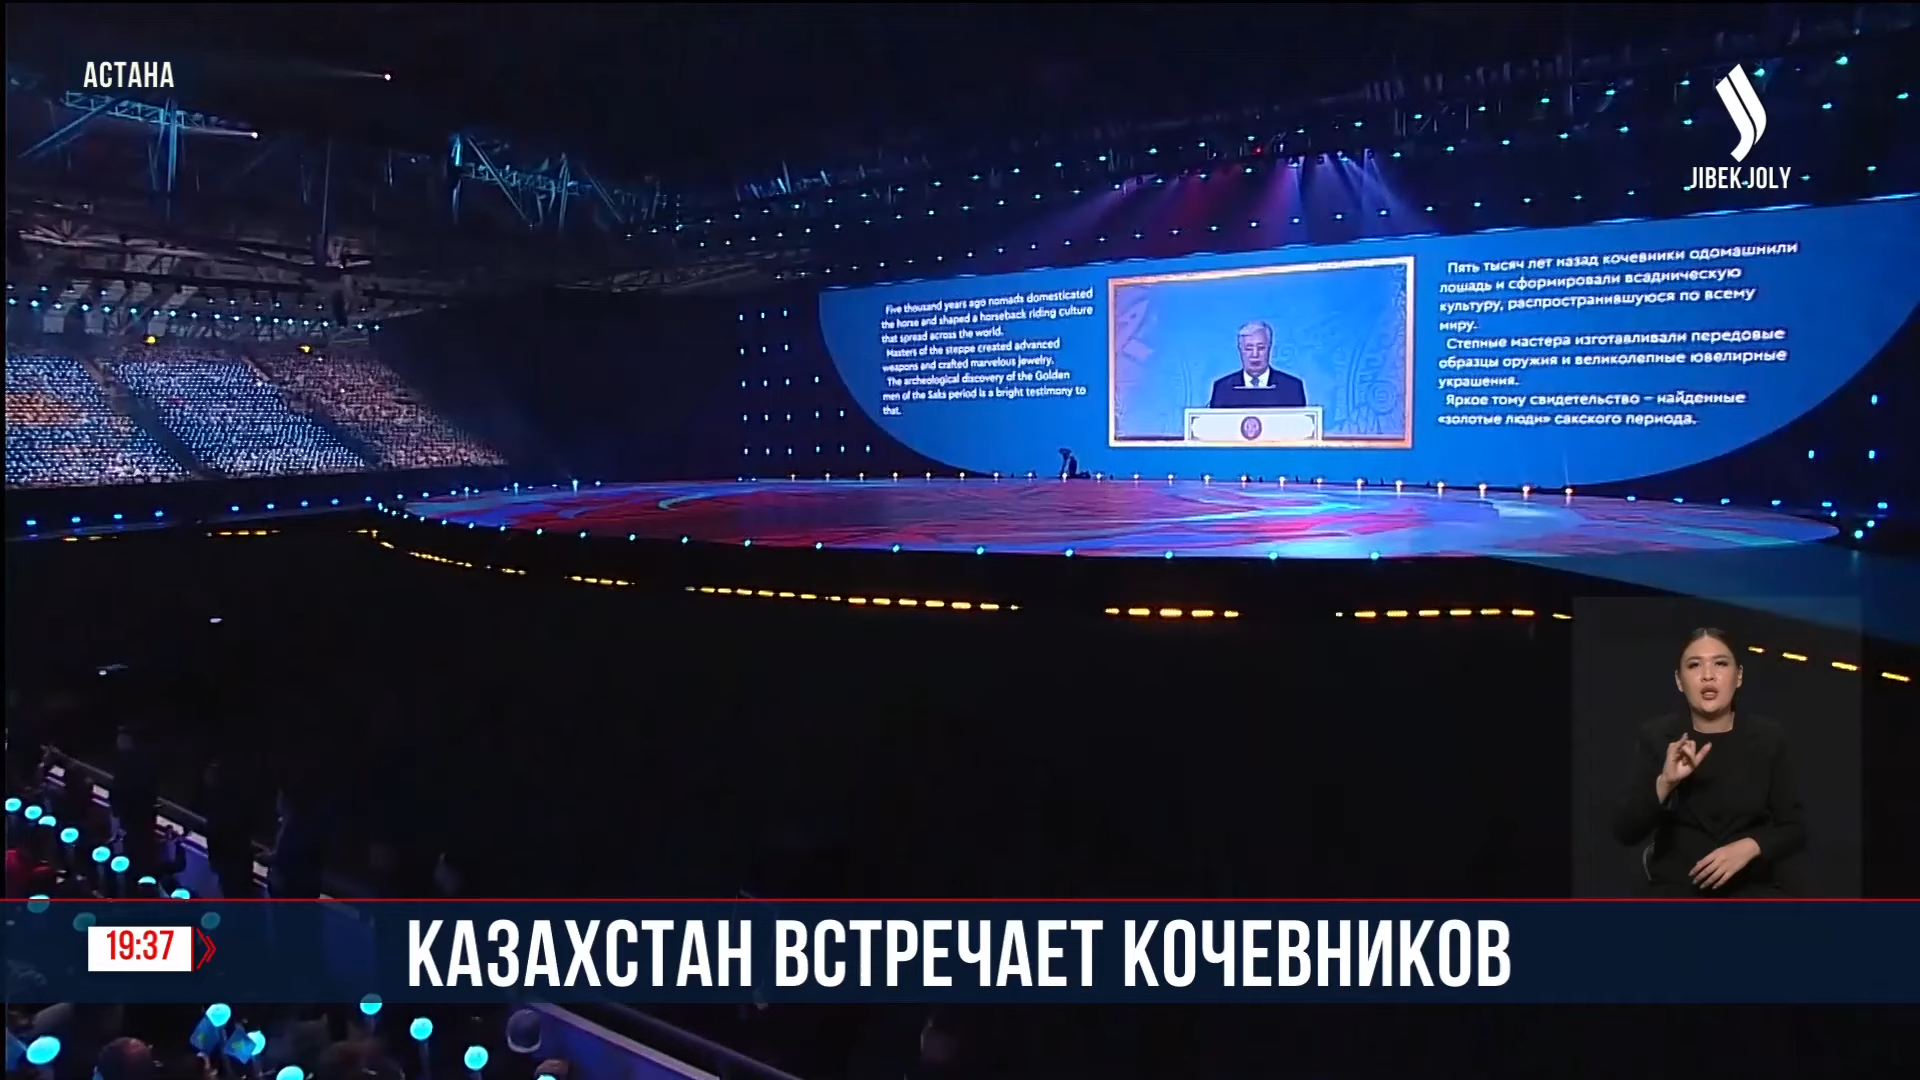 АСТАНА
JIBEK JOLY
Five thousand years ago nomads domesticated
the horse and shaped a horseback riding culture
that spread across the world.
Masters of the steppe created advanced
weapons and crafted marvelous jewelry.
The archeological discovery of the Golden
men of the Saks period is a bright testimony to
that.
Пять тысяч лет назад кочевники одомашнили
лошадь и сформировали всадническую
культуру, распространившуюся по всему
миру.
Степные мастера изготавливали передовые
образцы оружия и великолепные ювелирные
украшения.
Яркое тому свидетельство – найденные
«золотые люди» сакского периода.
19:37
КАЗАХСТАН ВСТРЕЧАЕТ КОЧЕВНИКОВ